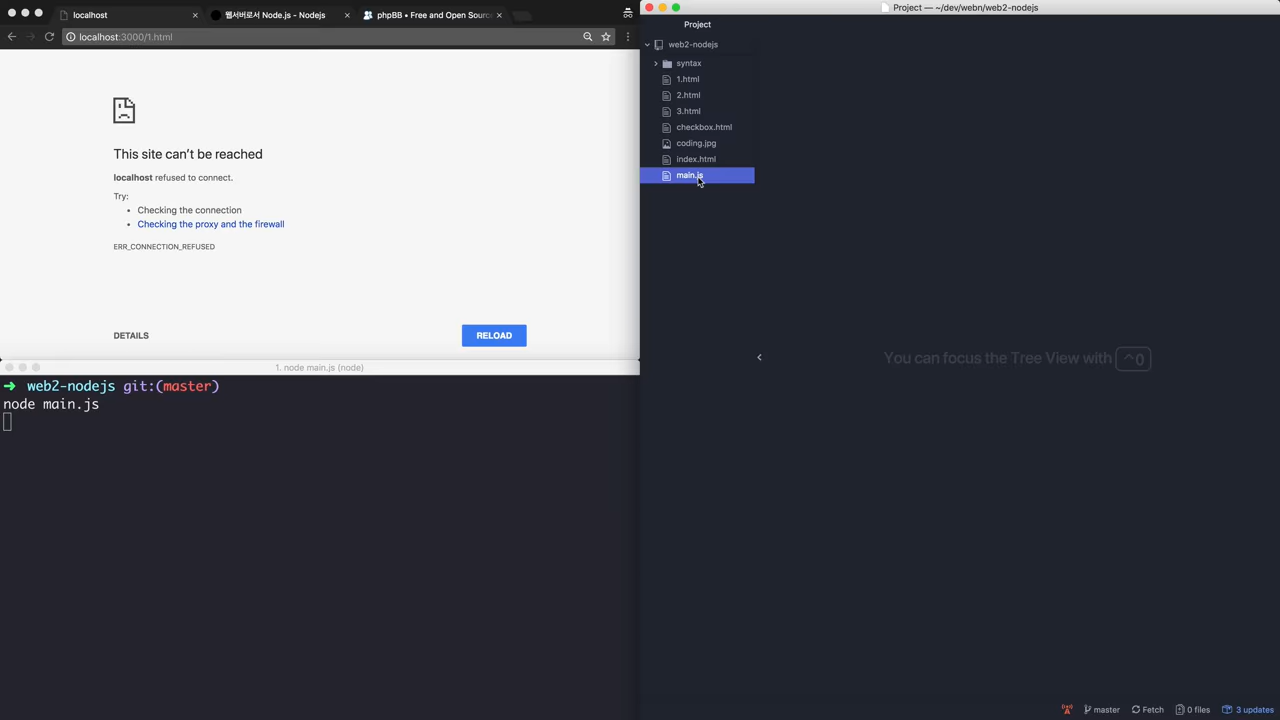 localhost
웹서버로서 Node.js - Nodejs
phpBB • Free and Open Sourc
localhost:3000/1.html
This site can't be reached
localhost refused to connect.
Try:
• Checking the connection
• Checking the proxy and the firewall
ERR_CONNECTION_REFUSED
DETAILS
RELOAD
1. node main.js (node)
➜ web2-nodejs git:(master)
node main.js
Project — ~/dev/webn/web2-nodejs
Project
web2-nodejs
syntax
1.html
2.html
3.html
checkbox.html
coding.jpg
index.html
main.js
You can focus the Tree View with ^0
master
Fetch
0 files
3 updates